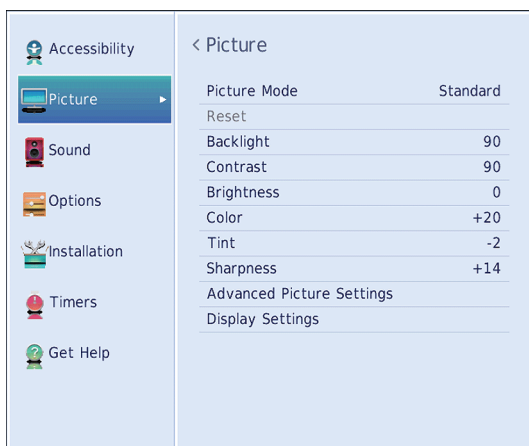 Accessibility
Picture
Sound
Options
Installation
Timers
Get Help
< Picture
Picture Mode Standard
Reset
Backlight 90
Contrast 90
Brightness 0
Color +20
Tint -2
Sharpness +14
Advanced Picture Settings
Display Settings